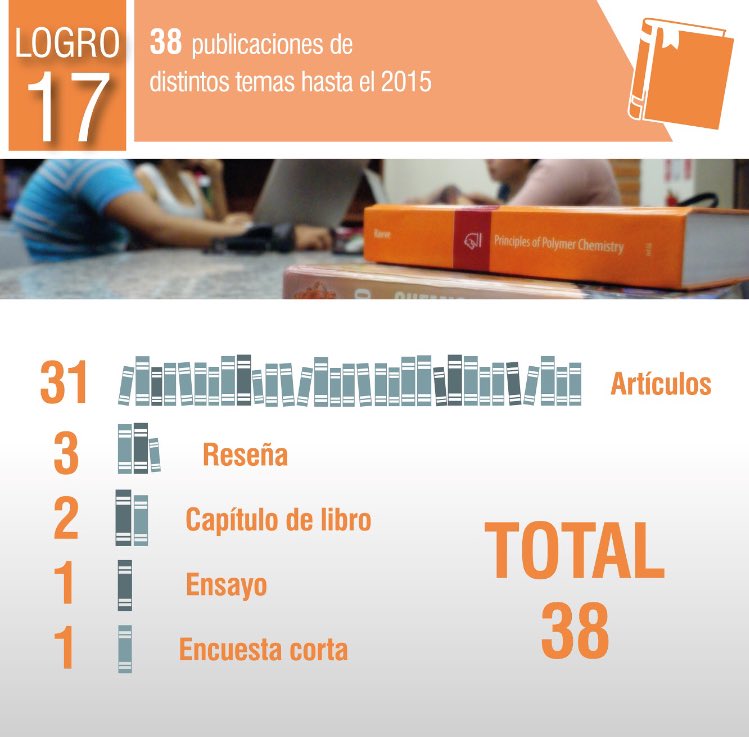 LOGRO
17
38 publicaciones de
distintos temas hasta el 2015
Principles of Polymer Chemistry
31 Artículos
3 Reseña
2 Capítulo de libro
1 Ensayo
1 Encuesta corta
TOTAL
38